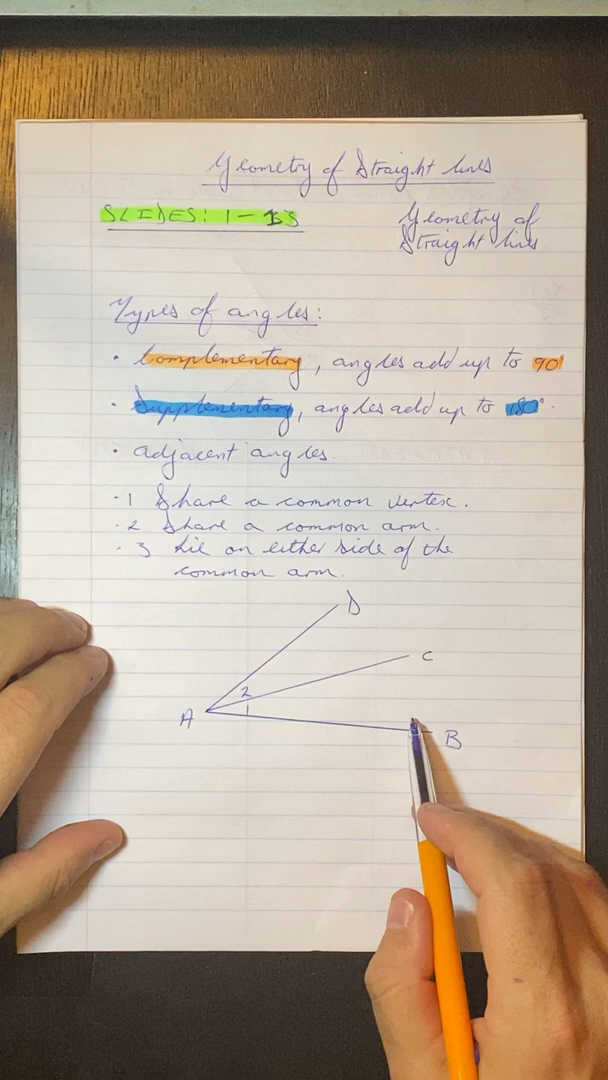 Geometry of Straight lines
SLIDES: 1 -
Geometry of
Straight lines
Types of angles:
• Complementary, angles add up to 90°
• Supplementary, angles add up to 180°.
• adjacent angles.
• 1 Share a common vertex.
• 2 Share a common arm.
• 3 Lie on either side of the
common arm.
D
C
2
A
1
B